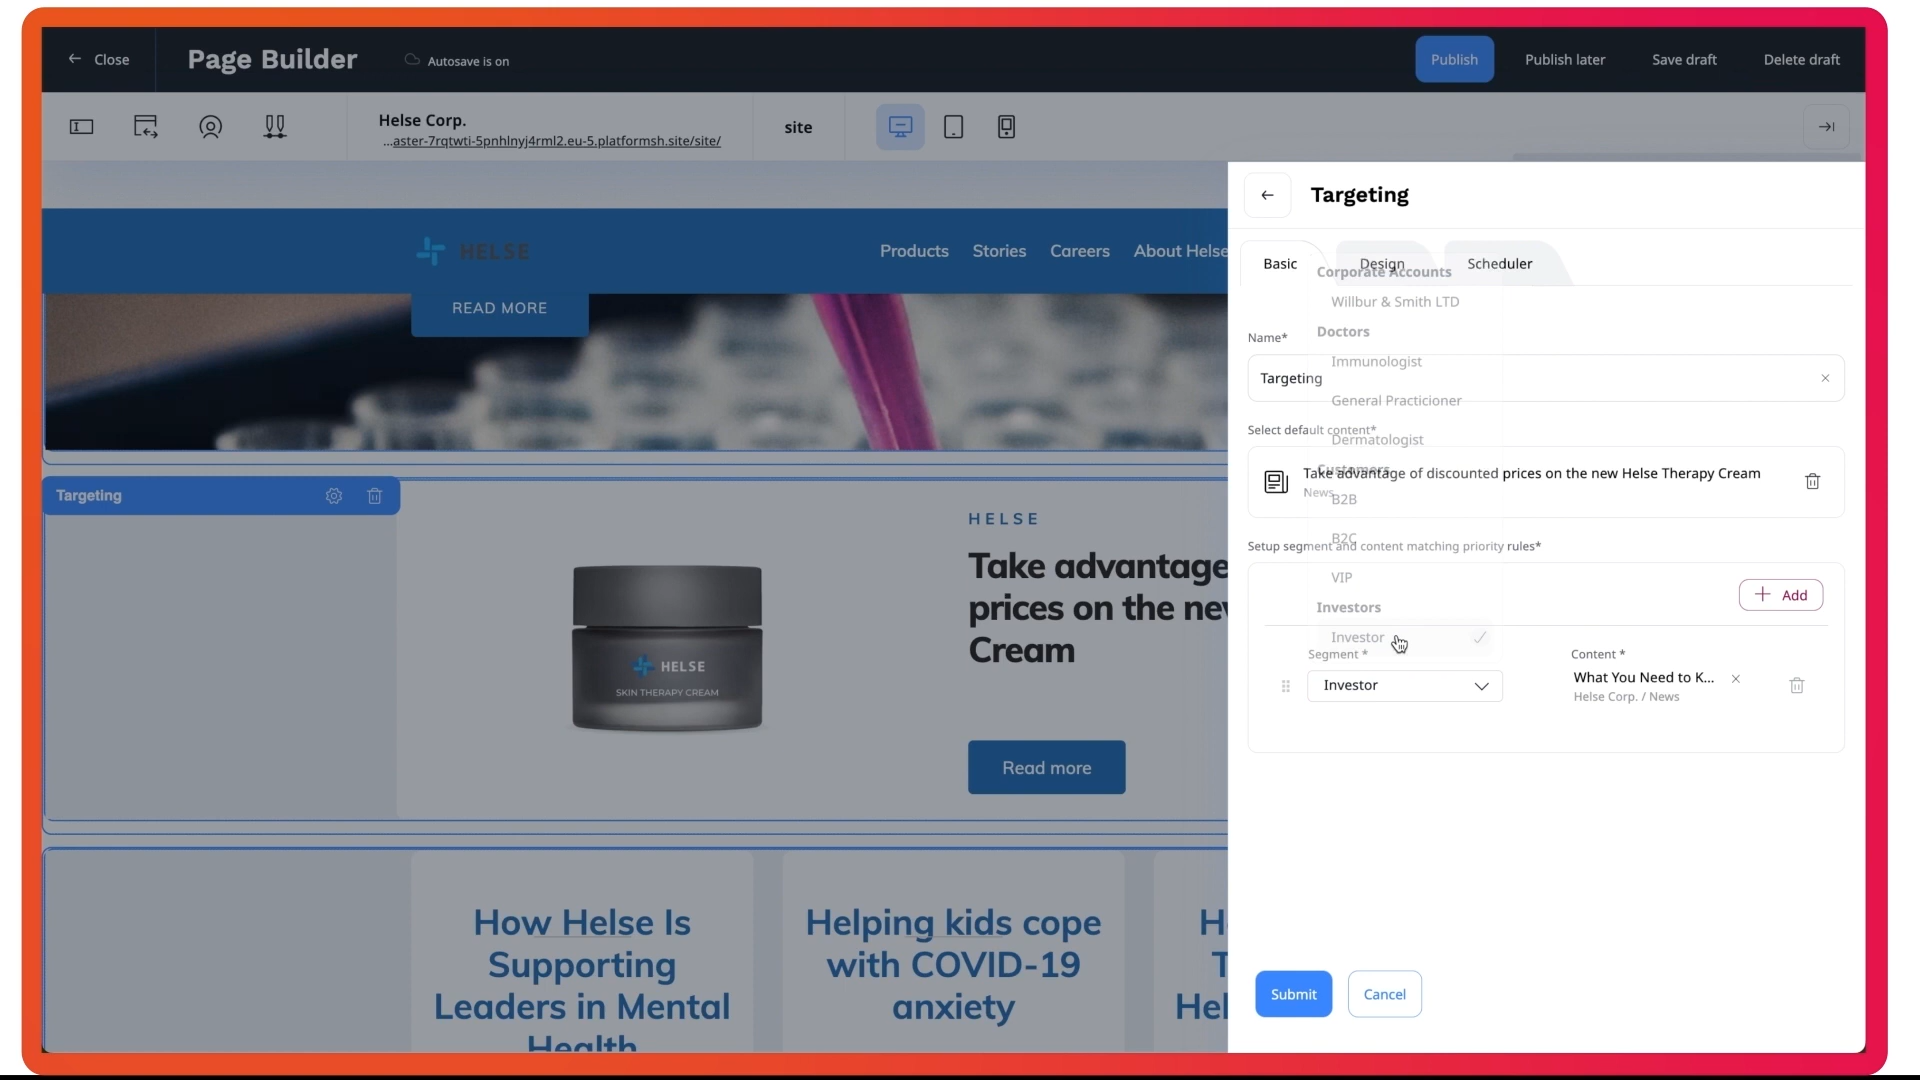 Close
Page Builder
Autosave is on
Publish
Publish later
Save draft
Delete draft
Helse Corp.
...aster-7rqtwti-5pnhlnyj4rml2.eu-5.platformsh.site/site/
site
HELSE
Products
Stories
Careers
About Helse
READ MORE
Targeting
HELSE
Take advantage
prices on the new
Cream
HELSE
SKIN THERAPY CREAM
Read more
How Helse Is
Supporting
Leaders in Mental
Health
Helping kids cope
with COVID-19
anxiety
H
T
Hel
Targeting
Basic
Design
Scheduler
Corporate Accounts
Willbur & Smith LTD
Doctors
Name*
Immunologist
Targeting
General Practicioner
Select default content*
Dermatologist
Customers
Take advantage of discounted prices on the new Helse Therapy Cream
News
B2B
B2C
Setup segment and content matching priority rules*
VIP
Add
Investors
Investor
Segment *
Content *
Investor
What You Need to K...
Helse Corp. / News
Submit
Cancel